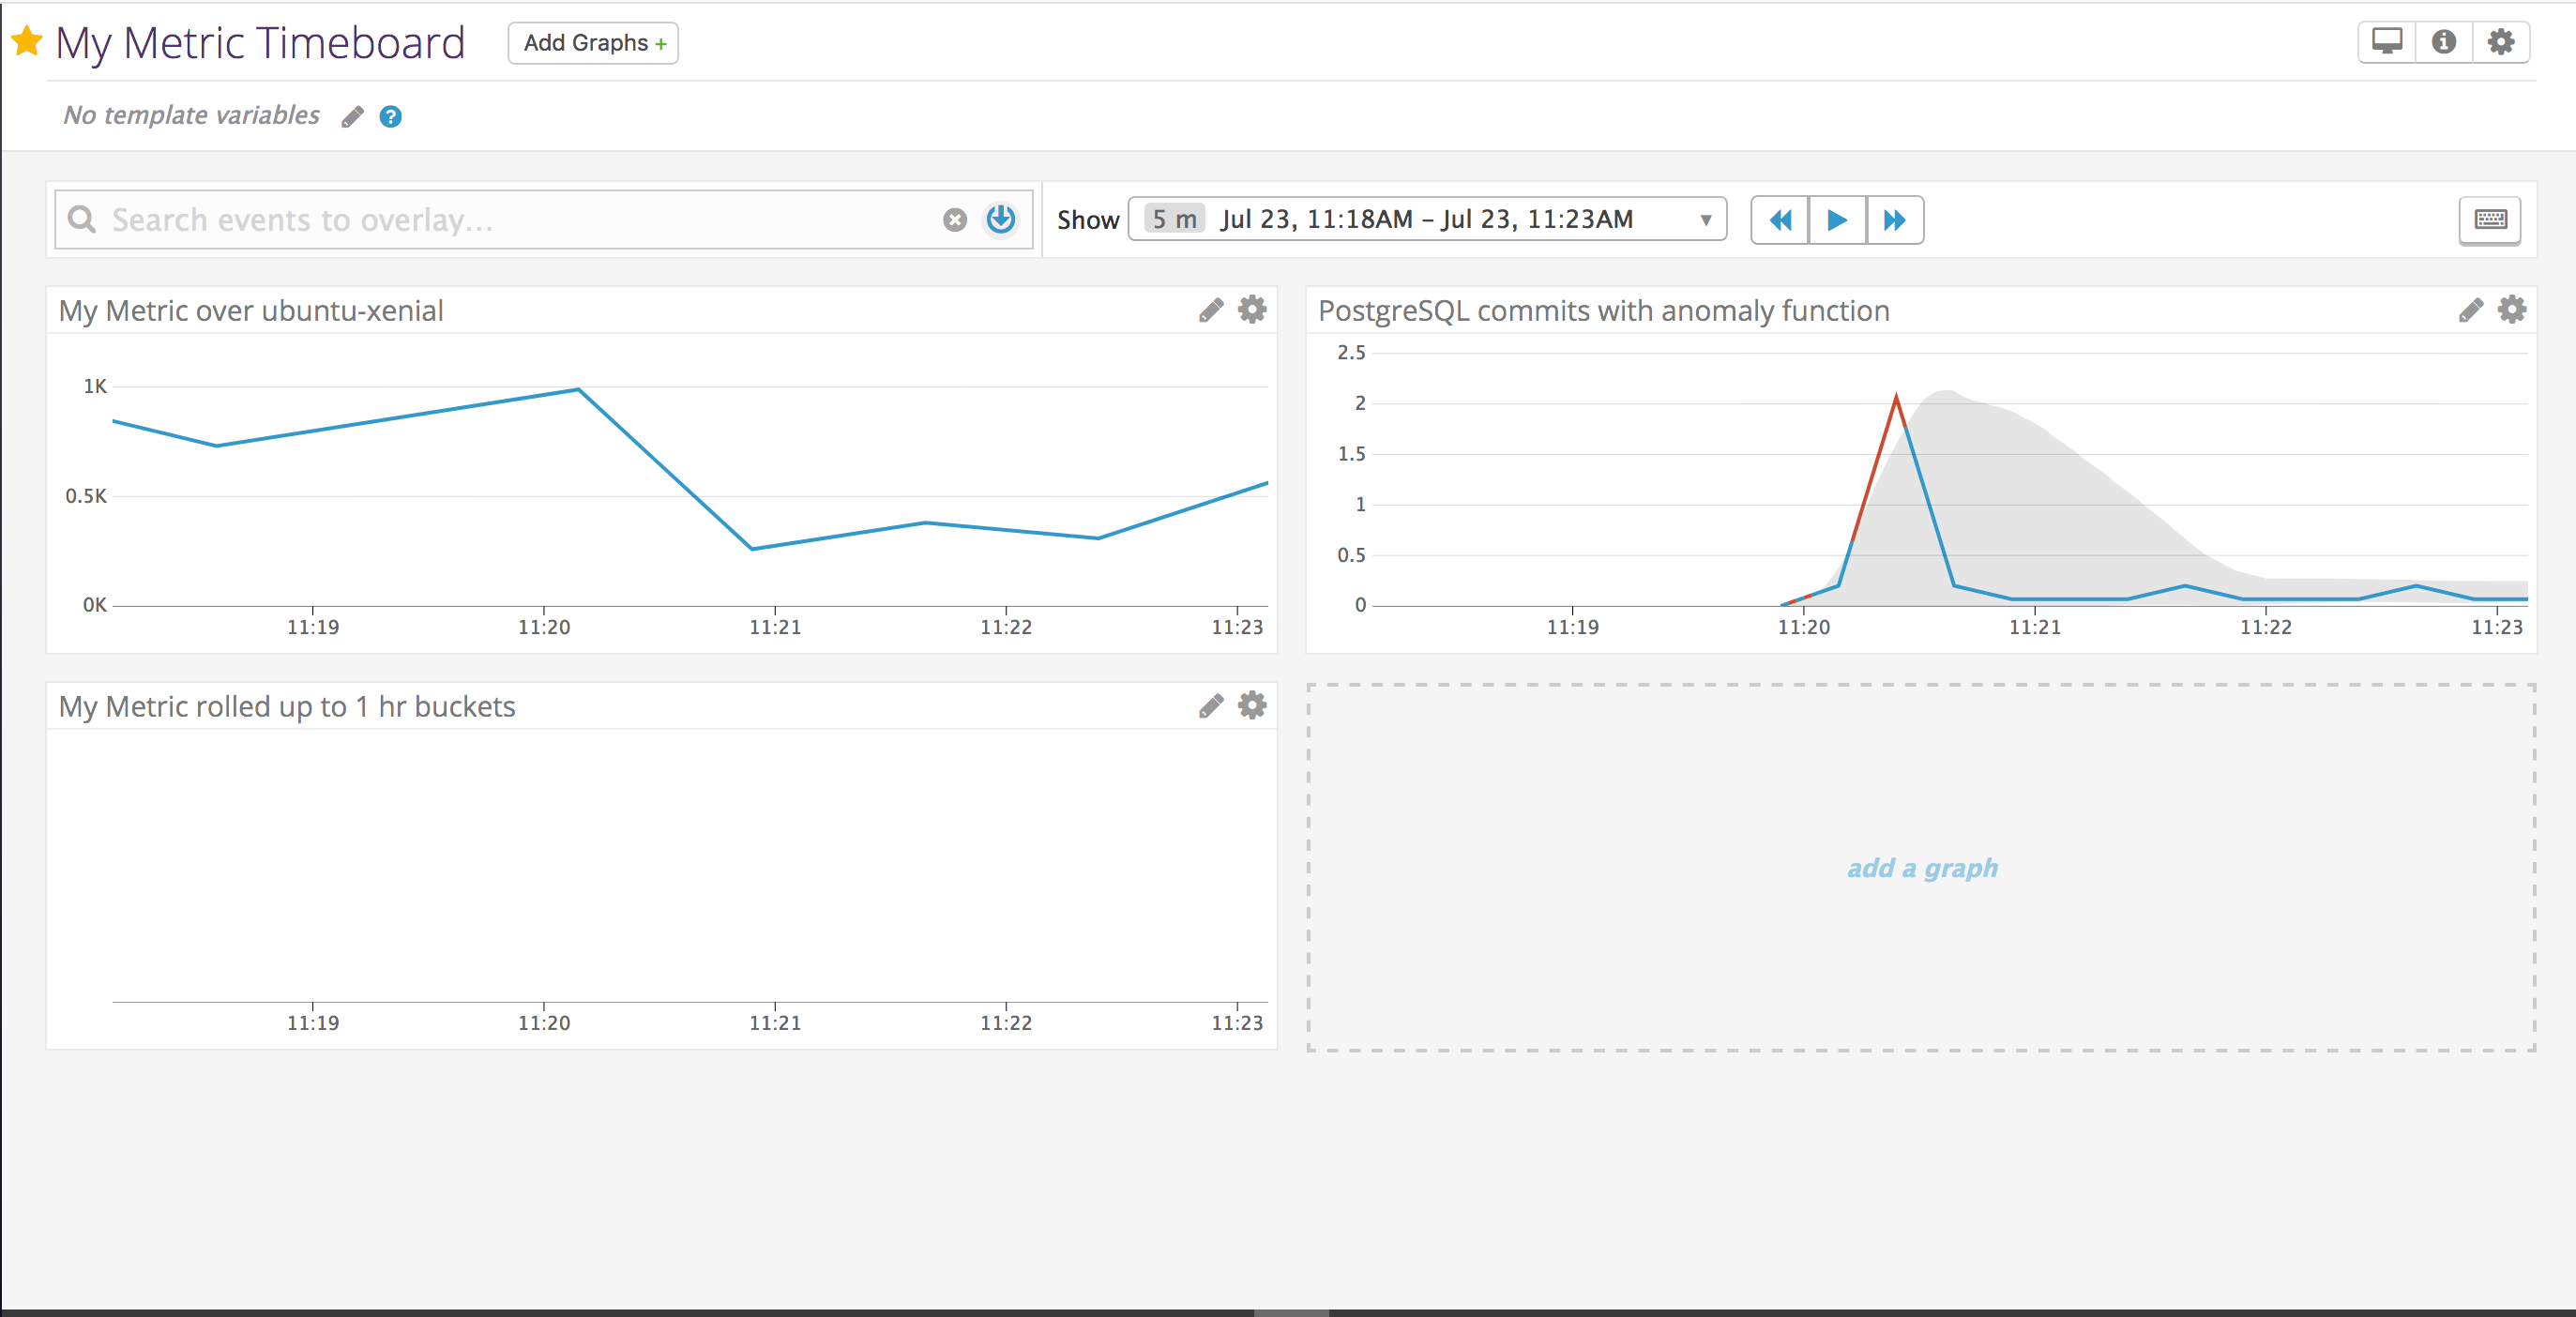 My Metric Timeboard
Add Graphs +
No template variables
Search events to overlay...
Show 5 m Jul 23, 11:18AM – Jul 23, 11:23AM
My Metric over ubuntu-xenial
1K
0.5K
0K
11:19 11:20 11:21 11:22 11:23
PostgreSQL commits with anomaly function
2.5
2
1.5
1
0.5
0
11:19 11:20 11:21 11:22 11:23
My Metric rolled up to 1 hr buckets
11:19 11:20 11:21 11:22 11:23
add a graph